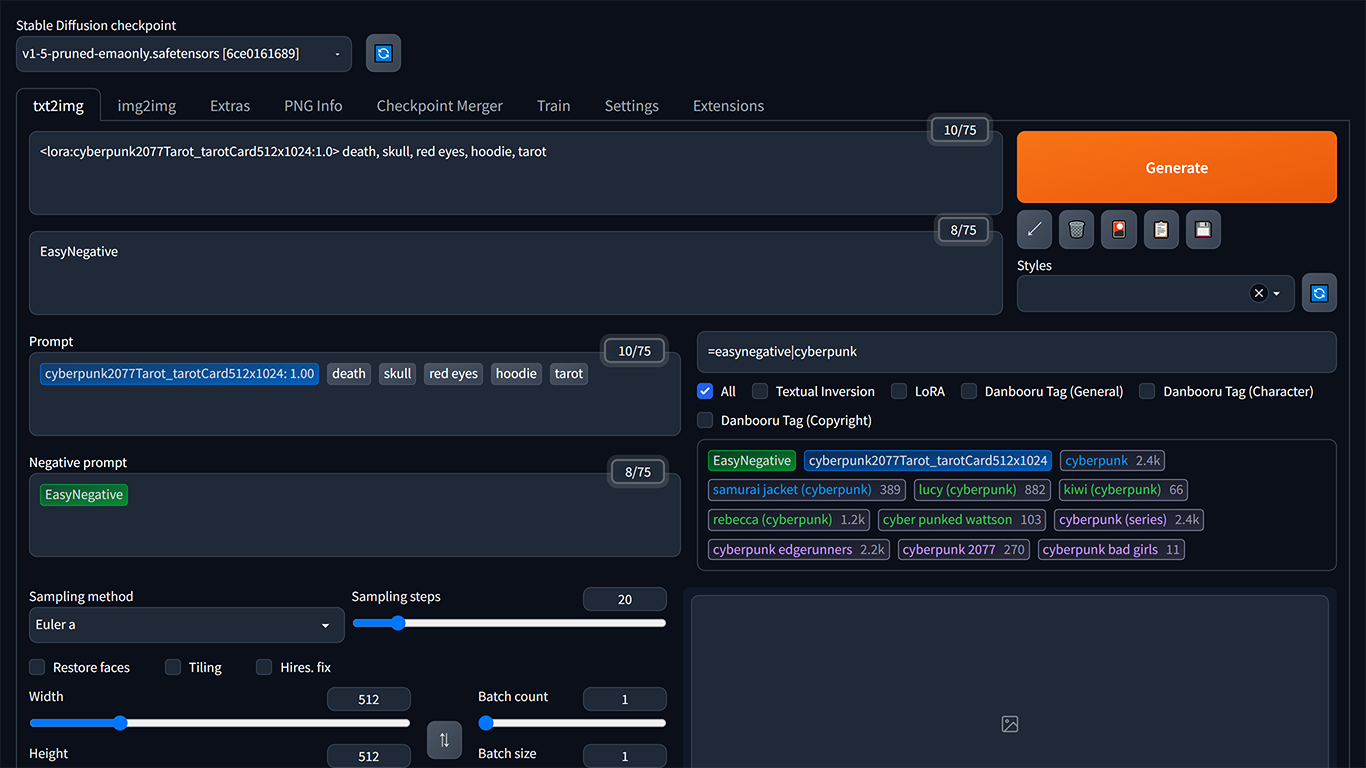 Stable Diffusion checkpoint
v1-5-pruned-emaonly.safetensors [6ce0161689]
txt2img img2img Extras PNG Info Checkpoint Merger Train Settings Extensions
10/75
<lora:cyberpunk2077Tarot_tarotCard512x1024:1.0> death, skull, red eyes, hoodie, tarot
Generate
8/75
EasyNegative
Styles
Prompt
10/75
cyberpunk2077Tarot_tarotCard512x1024: 1.00 death skull red eyes hoodie tarot
Negative prompt
8/75
EasyNegative
=easynegative|cyberpunk
All Textual Inversion LoRA Danbooru Tag (General) Danbooru Tag (Character)
Danbooru Tag (Copyright)
EasyNegative cyberpunk2077Tarot_tarotCard512x1024 cyberpunk 2.4k
samurai jacket (cyberpunk) 389 lucy (cyberpunk) 882 kiwi (cyberpunk) 66
rebecca (cyberpunk) 1.2k cyber punked wattson 103 cyberpunk (series) 2.4k
cyberpunk edgerunners 2.2k cyberpunk 2077 270 cyberpunk bad girls 11
Sampling method
Euler a
Sampling steps 20
Restore faces Tiling Hires. fix
Width 512
Batch count 1
Height 512
Batch size 1